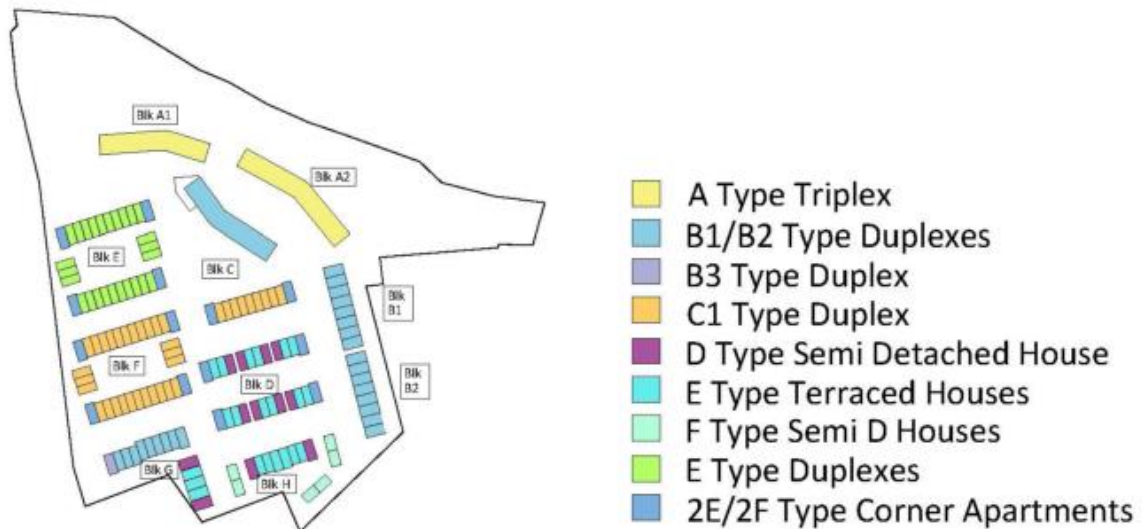 Blk A1
Blk A2
Blk E
Blk C
Blk
B1
Blk F
Blk D
Blk
B2
Blk G
Blk H
A Type Triplex
B1/B2 Type Duplexes
B3 Type Duplex
C1 Type Duplex
D Type Semi Detached House
E Type Terraced Houses
F Type Semi D Houses
E Type Duplexes
2E/2F Type Corner Apartments